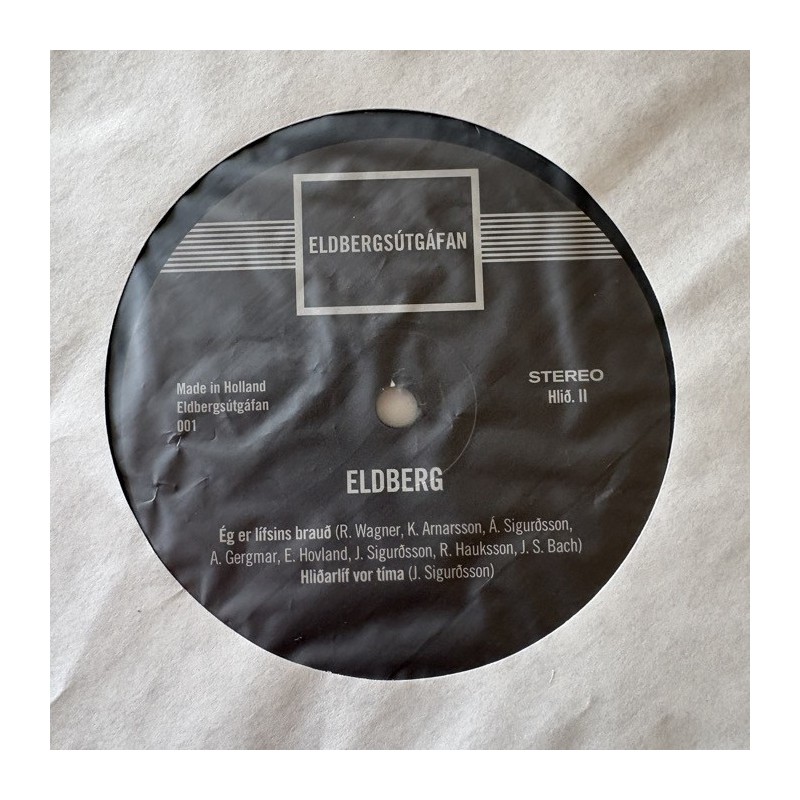 ELDBERGSÚTGÁFAN
Made in Holland
Eldbergsútgáfan
001
STEREO
Hlið. II
ELDBERG
Ég er lífsins brauð (R. Wagner, K. Arnarsson, Á. Sigurðsson,
A. Gergmar, E. Hovland, J. Sigurðsson, R. Hauksson, J. S. Bach)
Hliðarlíf vor tíma (J. Sigurðsson)